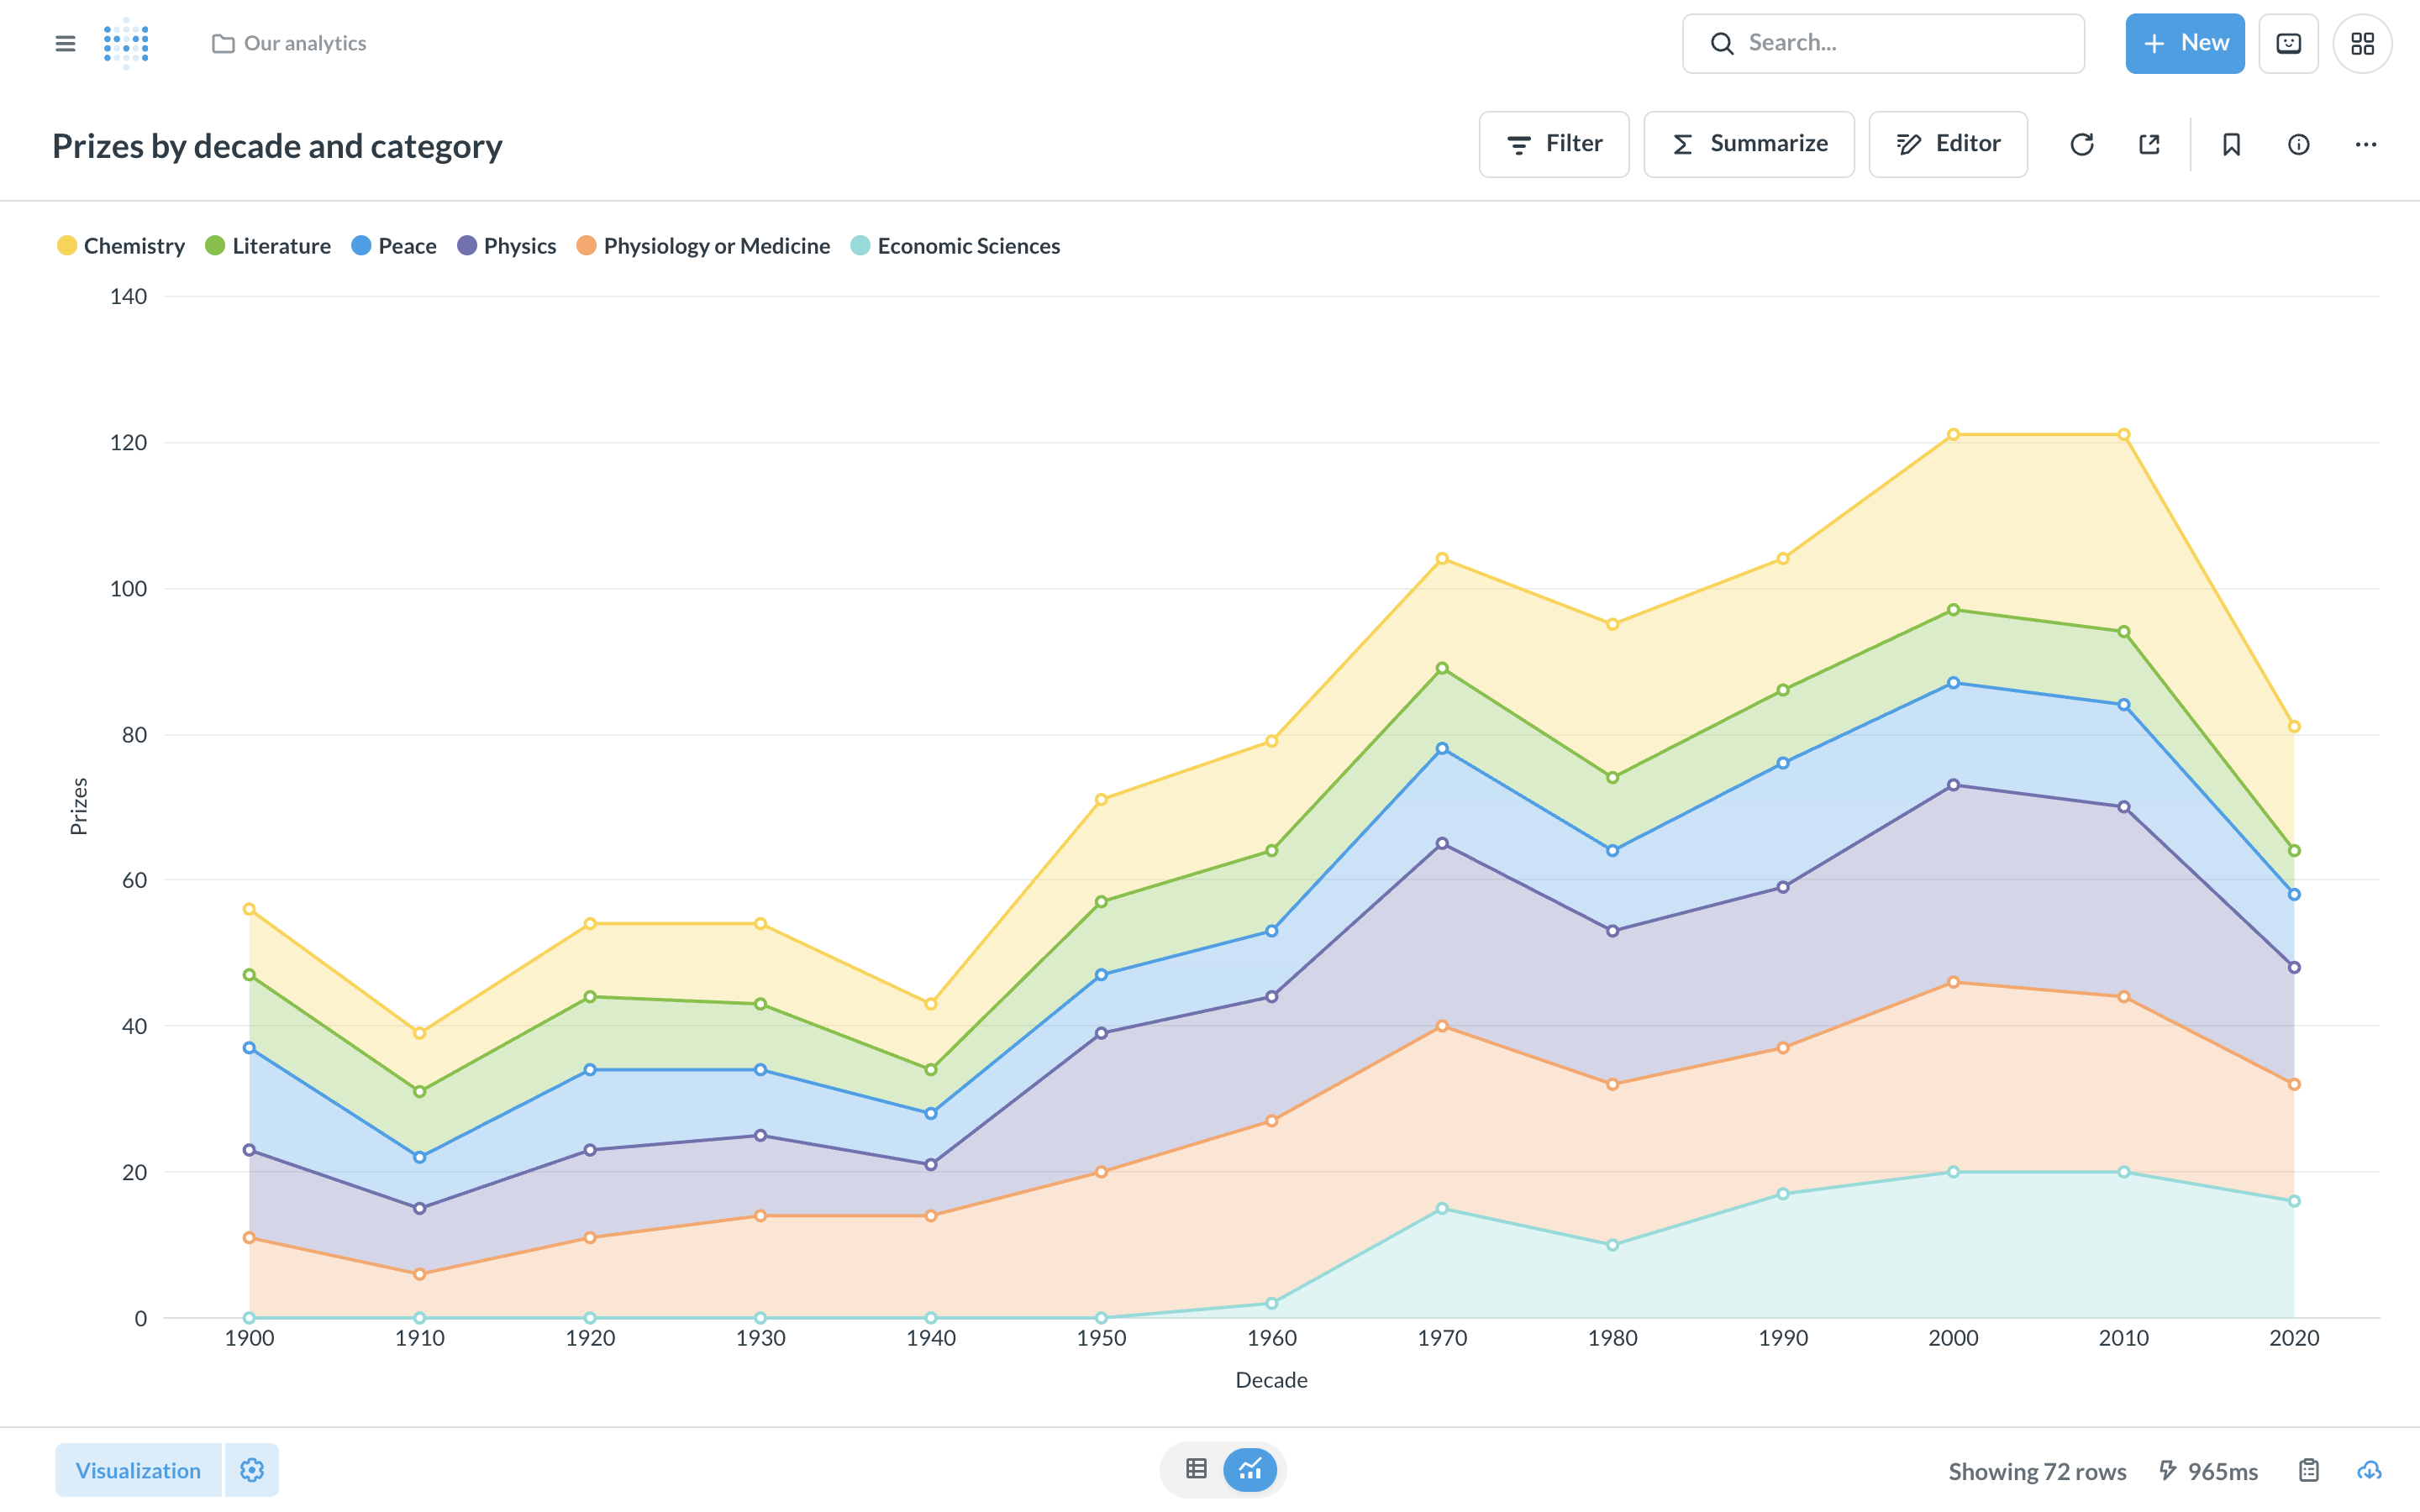 Our analytics
Search...
New
Prizes by decade and category
Filter
Summarize
Editor
Chemistry Literature Peace Physics Physiology or Medicine Economic Sciences
140
120
100
80
60
40
20
0
Prizes
1900 1910 1920 1930 1940 1950 1960 1970 1980 1990 2000 2010 2020
Decade
Visualization
Showing 72 rows
965ms